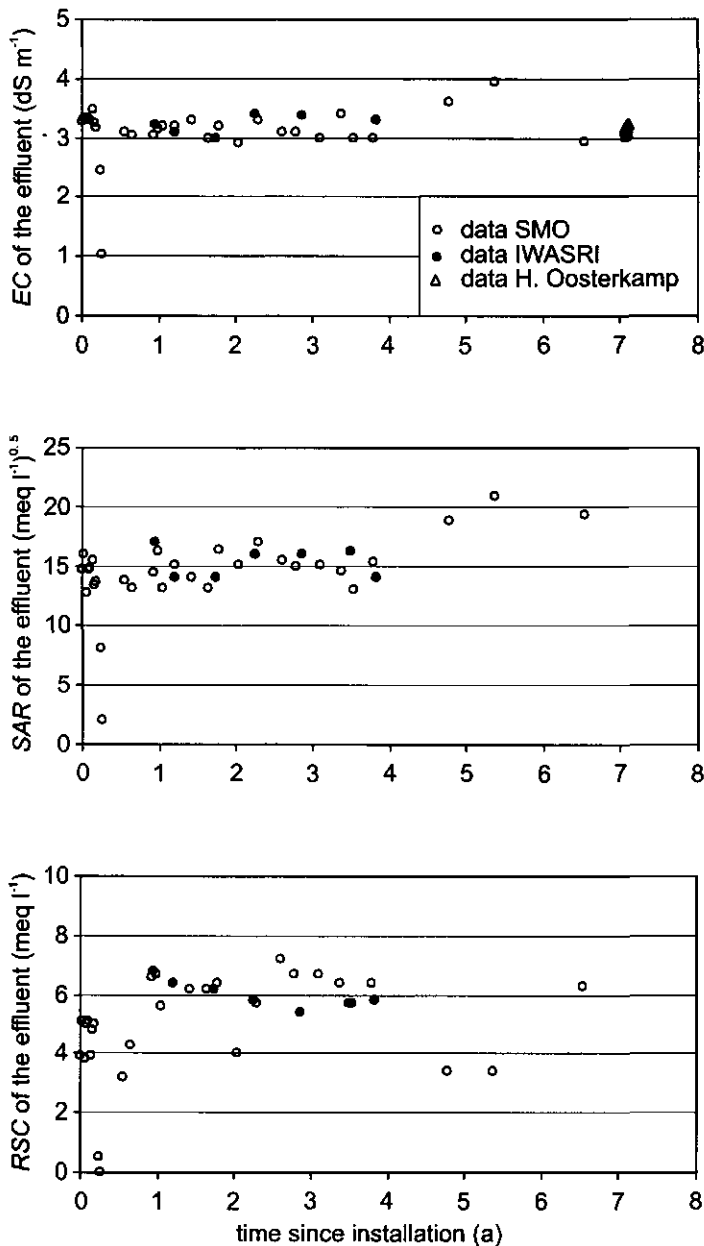 EC of the effluent (dS m⁻¹)
5
4
3
2
1
0
data SMO
data IWASRI
data H. Oosterkamp
0 1 2 3 4 5 6 7 8
SAR of the effluent (meq l⁻¹)⁰·⁵
25
20
15
10
5
0
0 1 2 3 4 5 6 7 8
RSC of the effluent (meq l⁻¹)
10
8
6
4
2
0
0 1 2 3 4 5 6 7 8
time since installation (a)